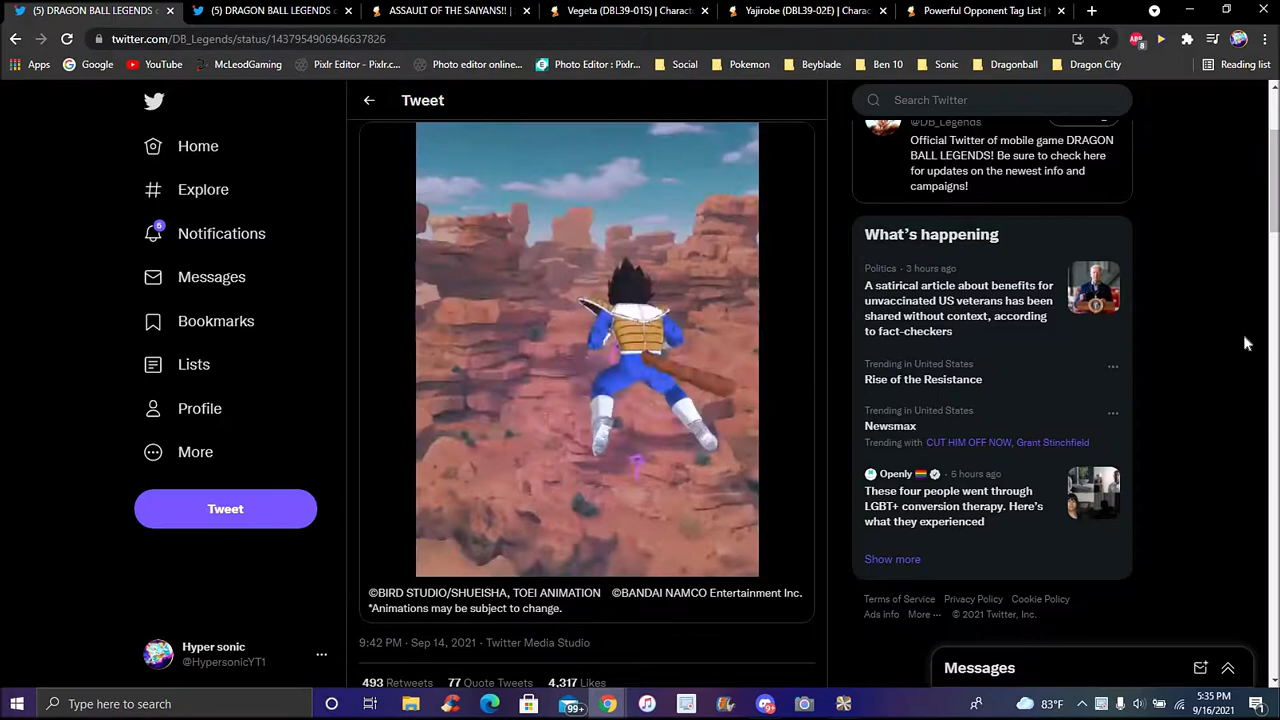 (5) DRAGON BALL LEGENDS c
(5) DRAGON BALL LEGENDS c
ASSAULT OF THE SAIYANS!! |
Vegeta (DBL39-01S) | Charact
Yajirobe (DBL39-02E) | Charac
Powerful Opponent Tag List |
twitter.com/DB_Legends/status/1437954906946637826
8
Apps
Google
YouTube
McLeodGaming
Pixlr Editor - Pixlr.c...
Photo editor online...
Photo Editor : Pixr...
Social
Pokemon
Beyblade
Ben 10
Sonic
Dragonball
Dragon City
Reading list
Home
Explore
5
Notifications
Messages
Bookmarks
Lists
Profile
More
Tweet
Hyper sonic
@HypersonicYT1
Tweet
©BIRD STUDIO/SHUEISHA, TOEI ANIMATION ©BANDAI NAMCO Entertainment Inc.
*Animations may be subject to change.
9:42 PM · Sep 14, 2021 · Twitter Media Studio
493 Retweets 77 Quote Tweets 4,317 Likes
Search Twitter
@DB_Legends
Official Twitter of mobile game DRAGON
BALL LEGENDS! Be sure to check here
for updates on the newest info and
campaigns!
What's happening
Politics · 3 hours ago
A satirical article about benefits for
unvaccinated US veterans has been
shared without context, according
to fact-checkers
Trending in United States
Rise of the Resistance
Trending in United States
Newsmax
Trending with CUT HIM OFF NOW, Grant Stinchfield
Openly · 6 hours ago
These four people went through
LGBT+ conversion therapy. Here's
what they experienced
Show more
Terms of Service Privacy Policy Cookie Policy
Ads info More ··· © 2021 Twitter, Inc.
Messages
Type here to search
99+
83°F
5:35 PM
9/16/2021
1